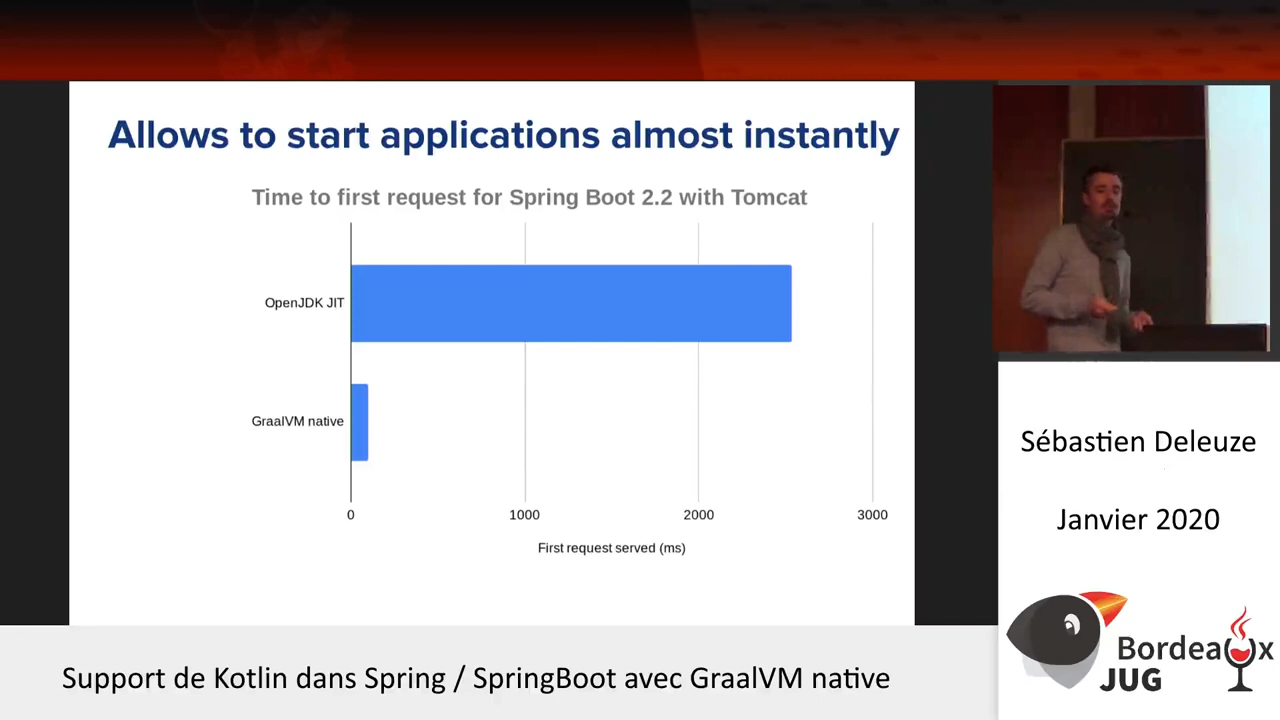 Allows to start applications almost instantly
Time to first request for Spring Boot 2.2 with Tomcat
OpenJDK JIT
GraalVM native
0
1000
2000
3000
First request served (ms)
Sébastien Deleuze
Janvier 2020
Bordeaux
JUG
Support de Kotlin dans Spring / SpringBoot avec GraalVM native